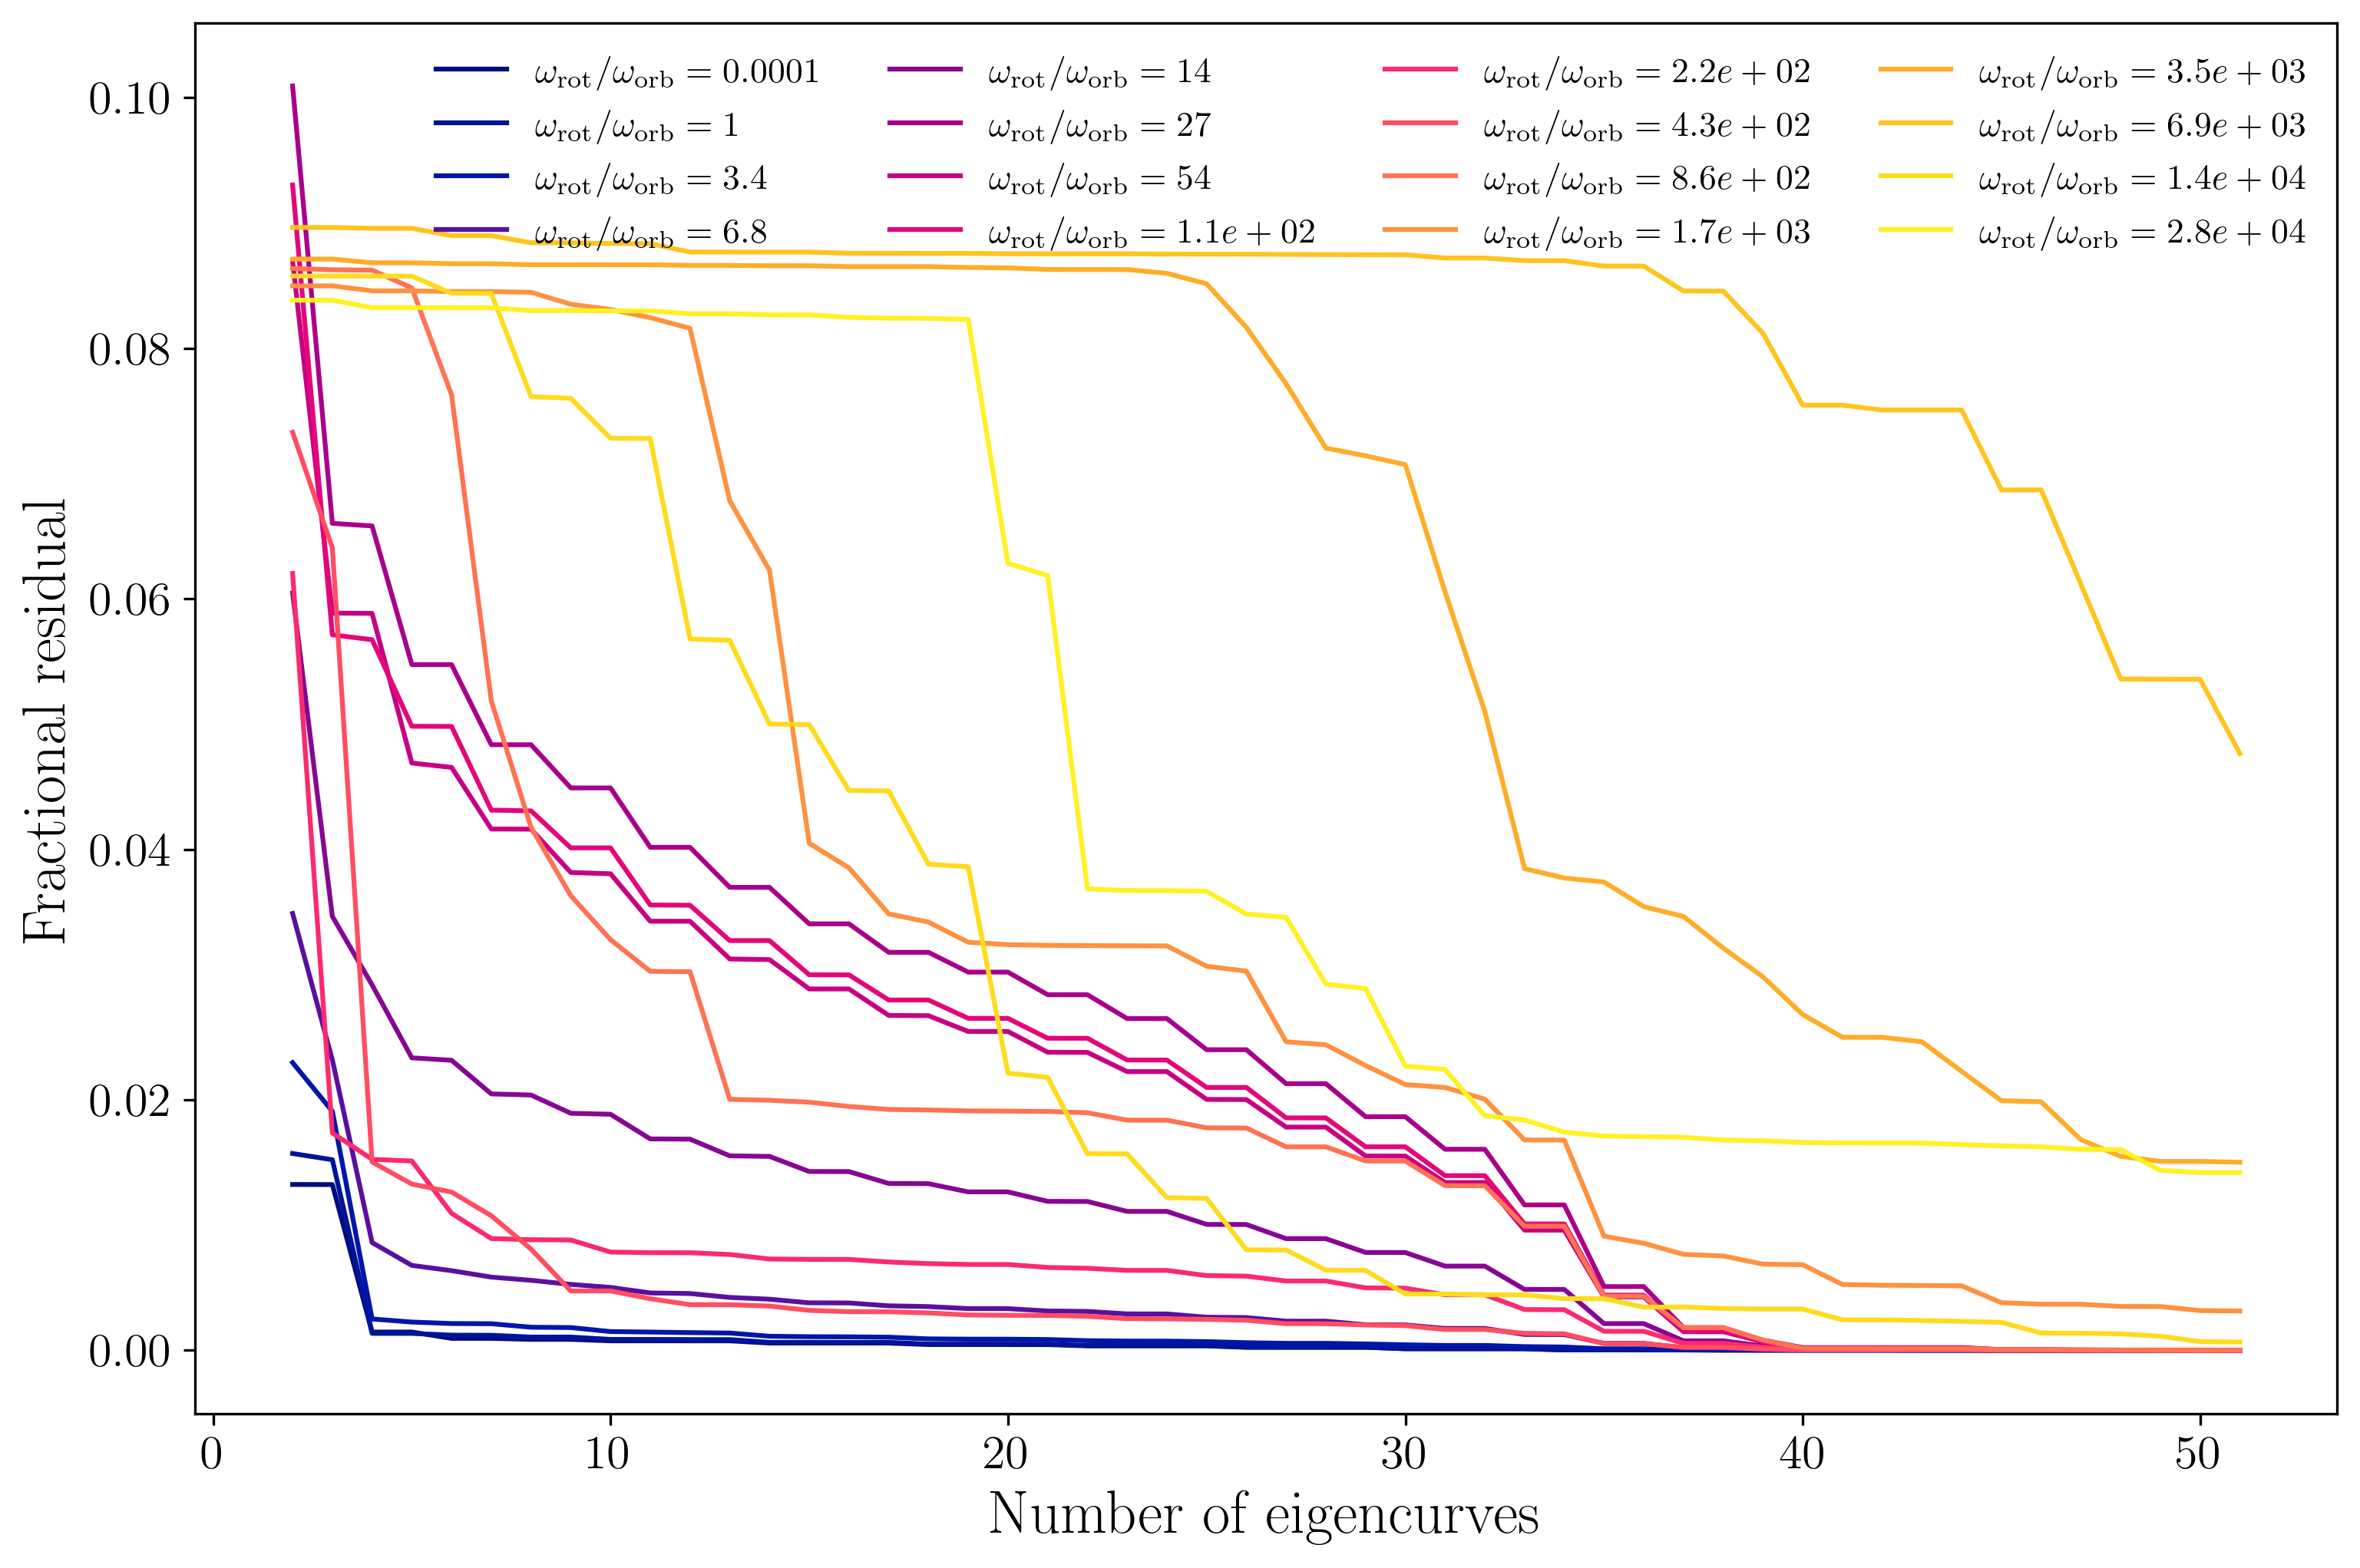 Fractional residual
0.10
0.08
0.06
0.04
0.02
0.00
ω_rot/ω_orb = 0.0001
ω_rot/ω_orb = 1
ω_rot/ω_orb = 3.4
ω_rot/ω_orb = 6.8
ω_rot/ω_orb = 14
ω_rot/ω_orb = 27
ω_rot/ω_orb = 54
ω_rot/ω_orb = 1.1e + 02
ω_rot/ω_orb = 2.2e + 02
ω_rot/ω_orb = 4.3e + 02
ω_rot/ω_orb = 8.6e + 02
ω_rot/ω_orb = 1.7e + 03
ω_rot/ω_orb = 3.5e + 03
ω_rot/ω_orb = 6.9e + 03
ω_rot/ω_orb = 1.4e + 04
ω_rot/ω_orb = 2.8e + 04
0 10 20 30 40 50
Number of eigencurves